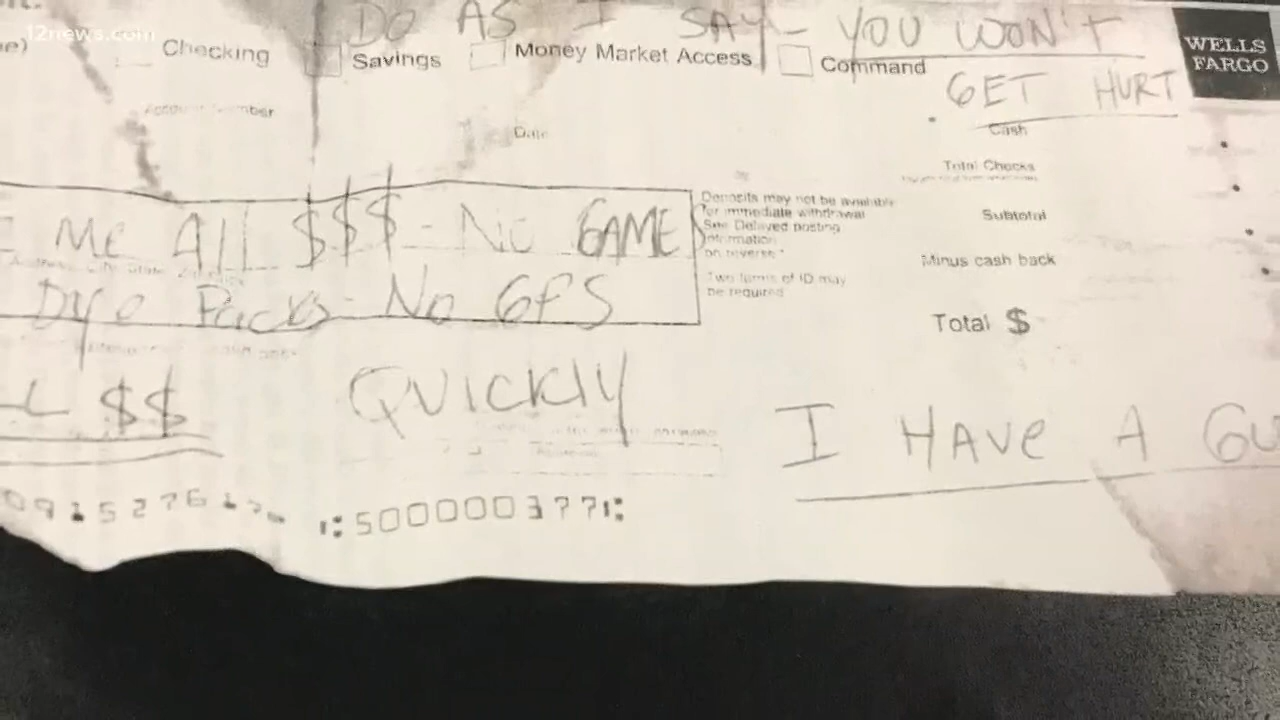 12news.com
DO AS I SAY - YOU WON'T
Checking
Savings
Money Market Access
Command
WELLS
FARGO
GET HURT
Date
Cash
Total Checks
Deposits may not be available
for immediate withdrawal
See Delayed posting
information
on reverse
Subtotal
Me All $$$ - No GAMES
Minus cash back
Two forms of ID may
be required
Dye Packs - No GPS
Total $
$$
QUICKLY
I HAVE A GU
⑆500000377⑆